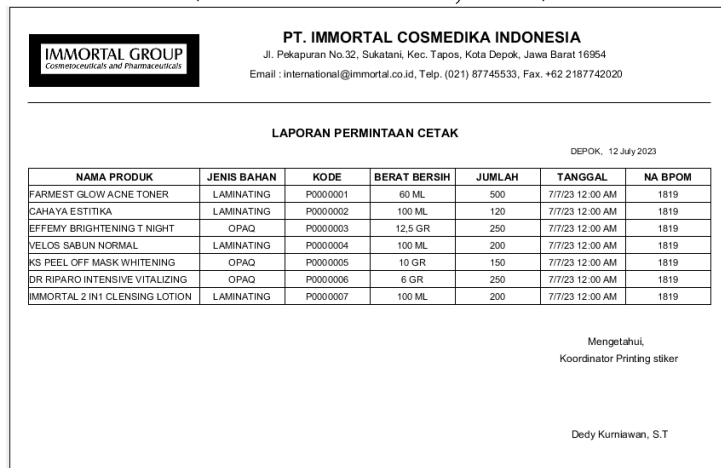 IMMORTAL GROUP
Cosmetoceuticals and Pharmaceuticals
PT. IMMORTAL COSMEDIKA INDONESIA
Jl. Pekapuran No.32, Sukatani, Kec. Tapos, Kota Depok, Jawa Barat 16954
Email : international@immortal.co.id, Telp. (021) 87745533, Fax. +62 2187742020
LAPORAN PERMINTAAN CETAK
DEPOK, 12 July 2023
NAMA PRODUK JENIS BAHAN KODE BERAT BERSIH JUMLAH TANGGAL NA BPOM
FARMEST GLOW ACNE TONER LAMINATING P0000001 60 ML 500 7/7/23 12:00 AM 1819
CAHAYA ESTITIKA LAMINATING P0000002 100 ML 120 7/7/23 12:00 AM 1819
EFFEMY BRIGHTENING T NIGHT OPAQ P0000003 12,5 GR 250 7/7/23 12:00 AM 1819
VELOS SABUN NORMAL LAMINATING P0000004 100 ML 200 7/7/23 12:00 AM 1819
KS PEEL OFF MASK WHITENING OPAQ P0000005 10 GR 150 7/7/23 12:00 AM 1819
DR RIPARO INTENSIVE VITALIZING OPAQ P0000006 6 GR 250 7/7/23 12:00 AM 1819
IMMORTAL 2 IN1 CLENSING LOTION LAMINATING P0000007 100 ML 200 7/7/23 12:00 AM 1819
Mengetahui,
Koordinator Printing stiker
Dedy Kurniawan, S.T